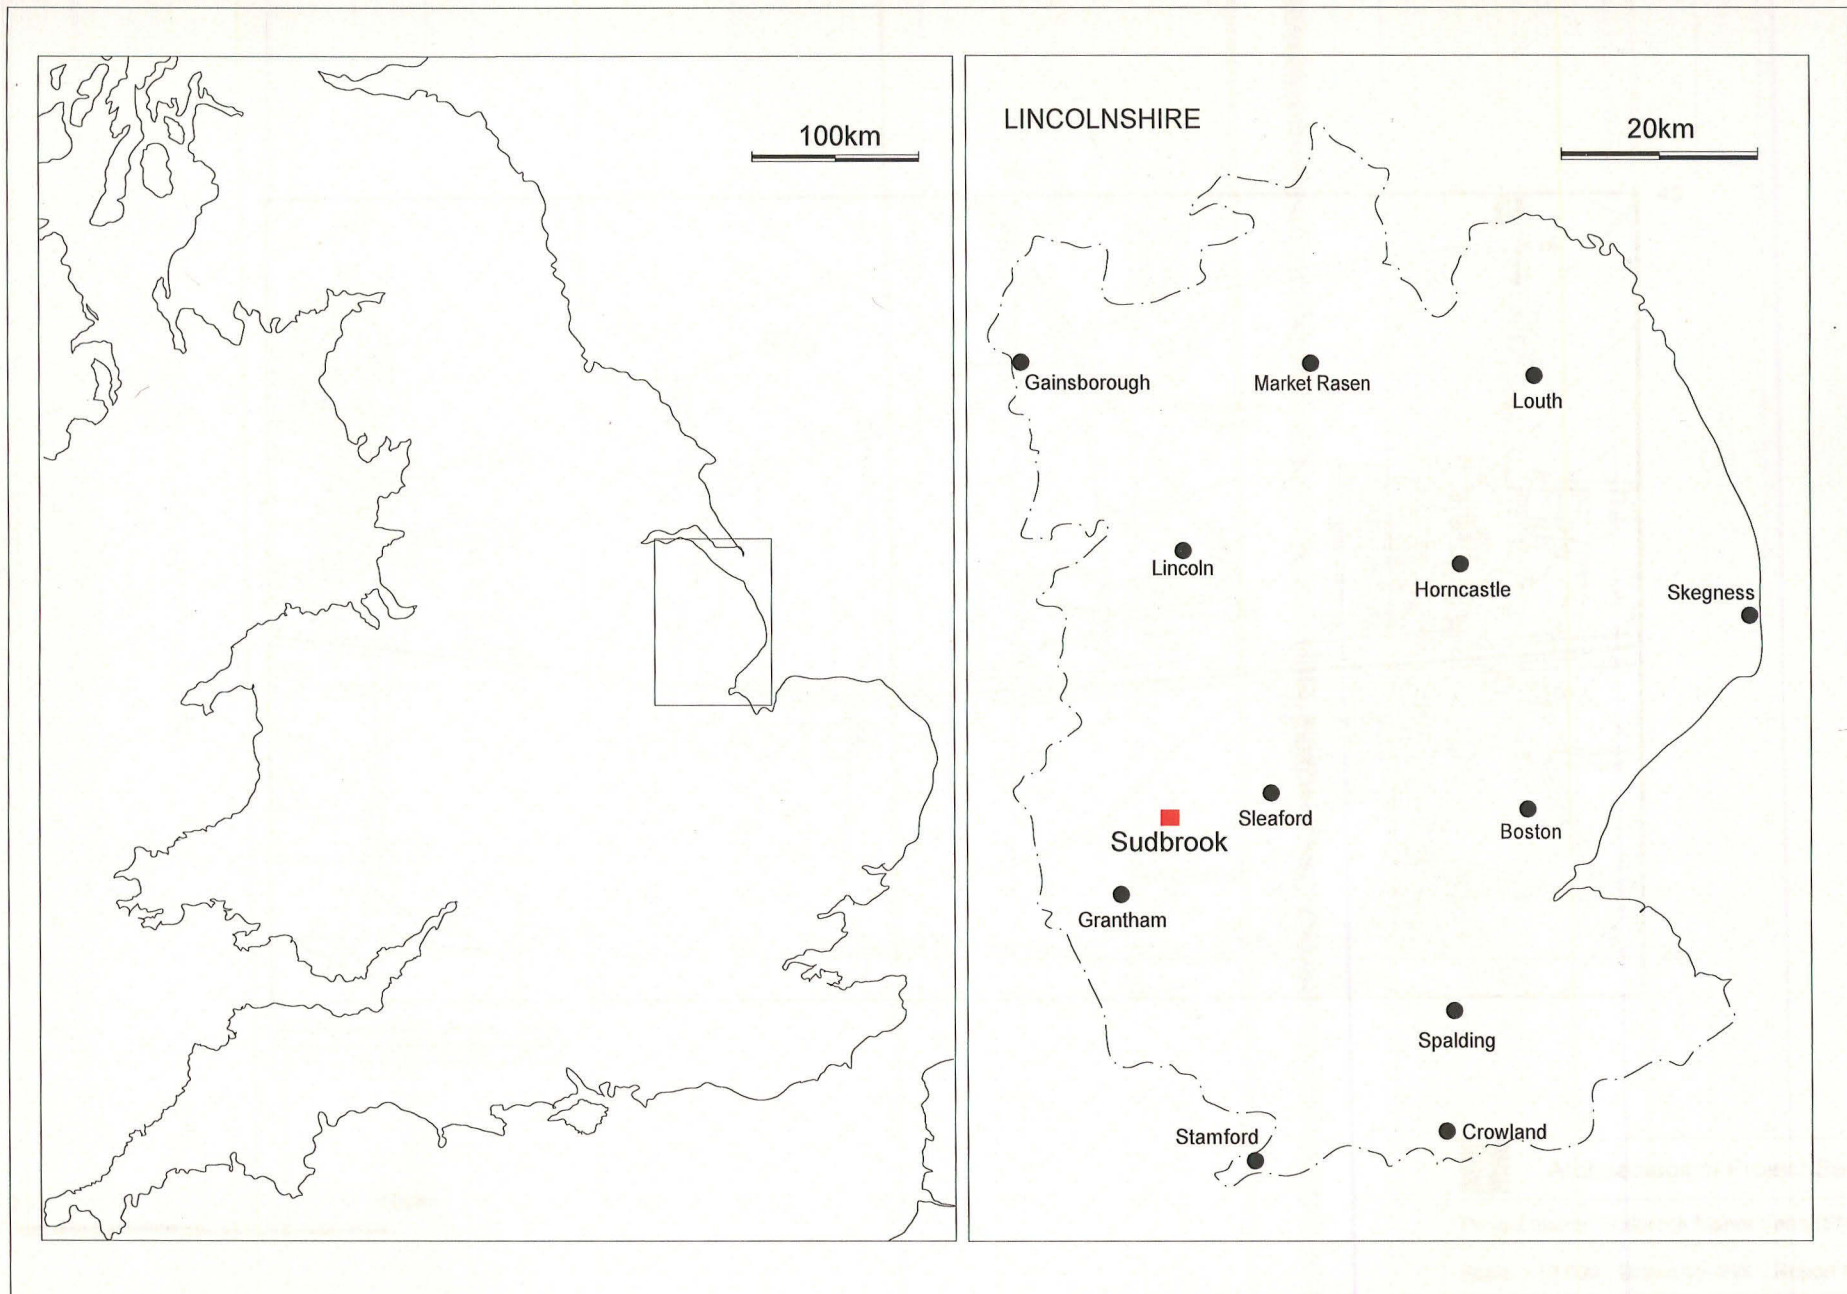 100km
LINCOLNSHIRE
20km
Gainsborough
Market Rasen
Louth
Lincoln
Horncastle
Skegness
Sleaford
Boston
Sudbrook
Grantham
Spalding
Stamford
Crowland